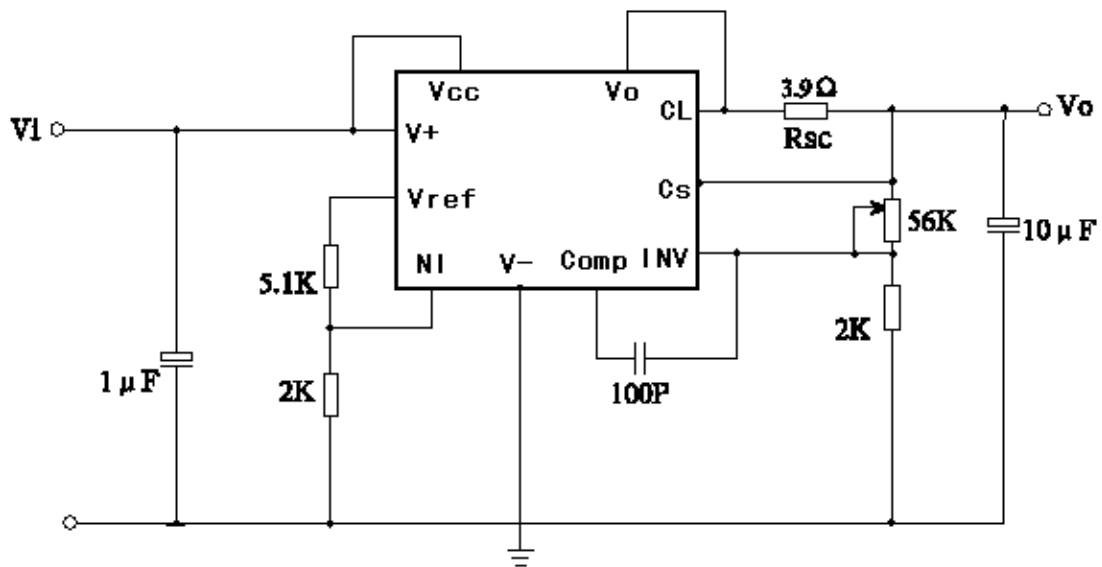 Vcc
Vo
3.9Ω
CL
Vo
Rsc
VI
V+
Cs
Vref
56K
10μF
NI
V-
Comp
INV
5.1K
2K
1μF
2K
100P